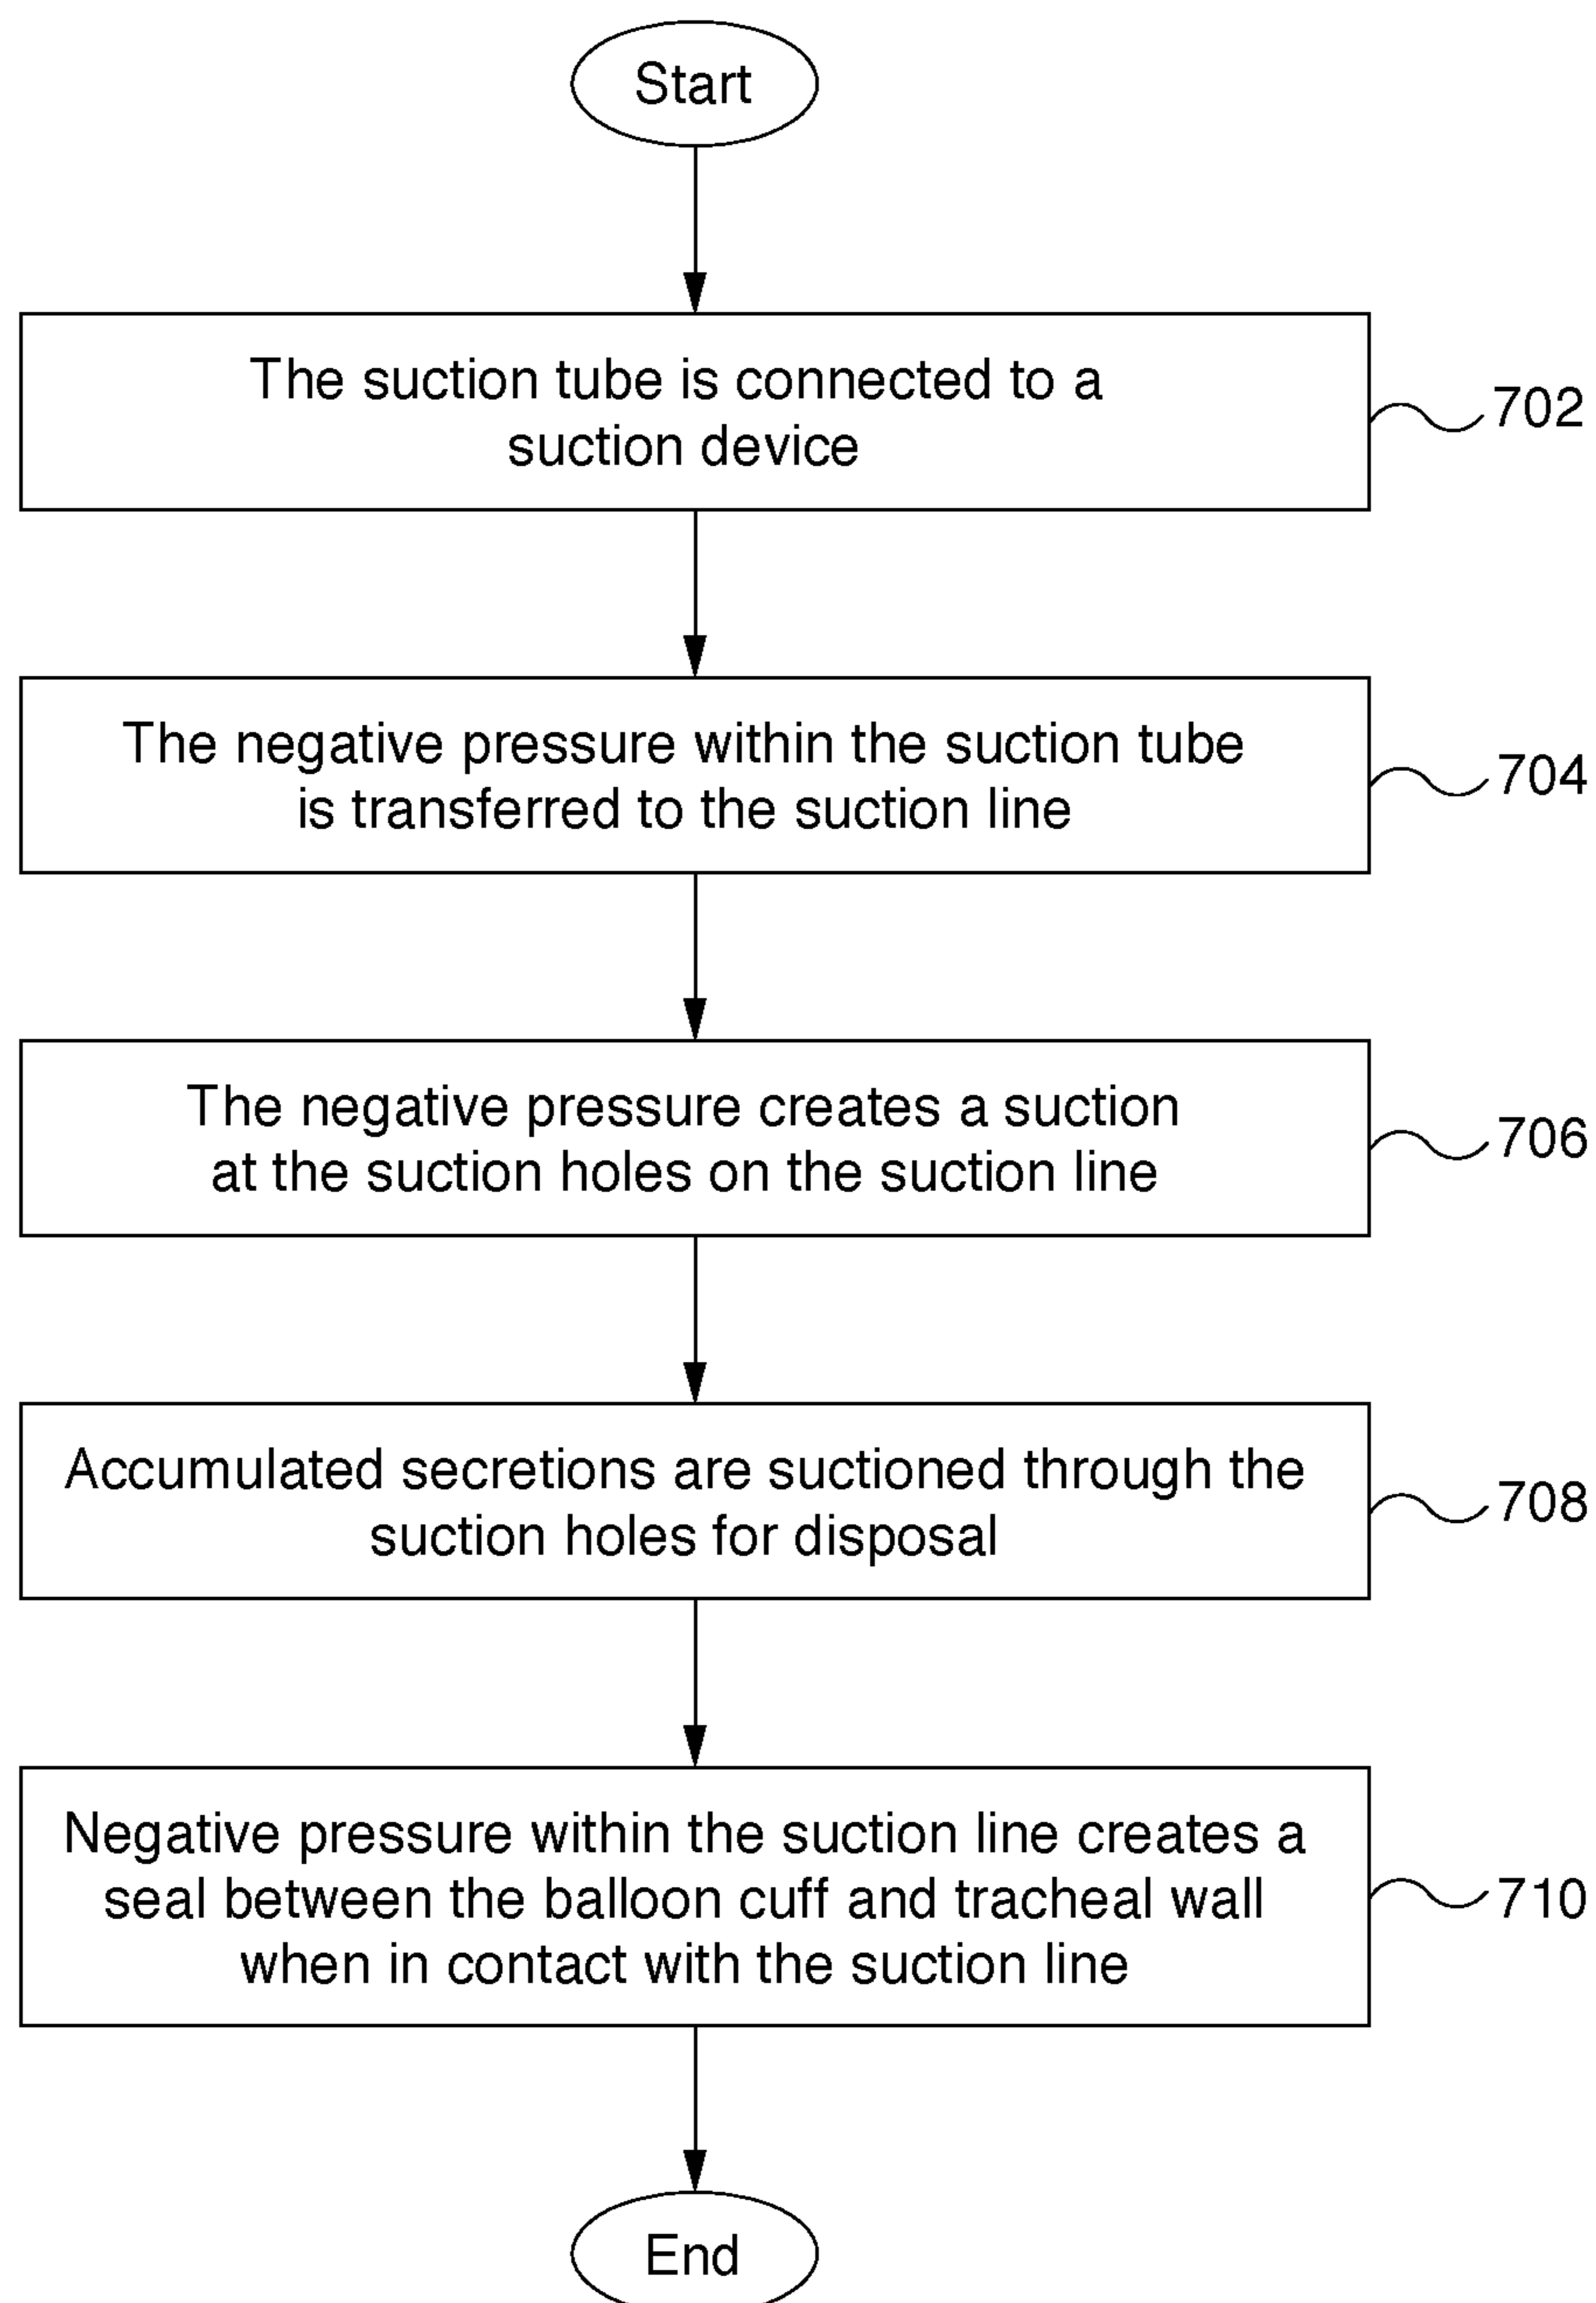 Start
The suction tube is connected to a
suction device
702
The negative pressure within the suction tube
is transferred to the suction line
704
The negative pressure creates a suction
at the suction holes on the suction line
706
Accumulated secretions are suctioned through the
suction holes for disposal
708
Negative pressure within the suction line creates a
seal between the balloon cuff and tracheal wall
when in contact with the suction line
710
End